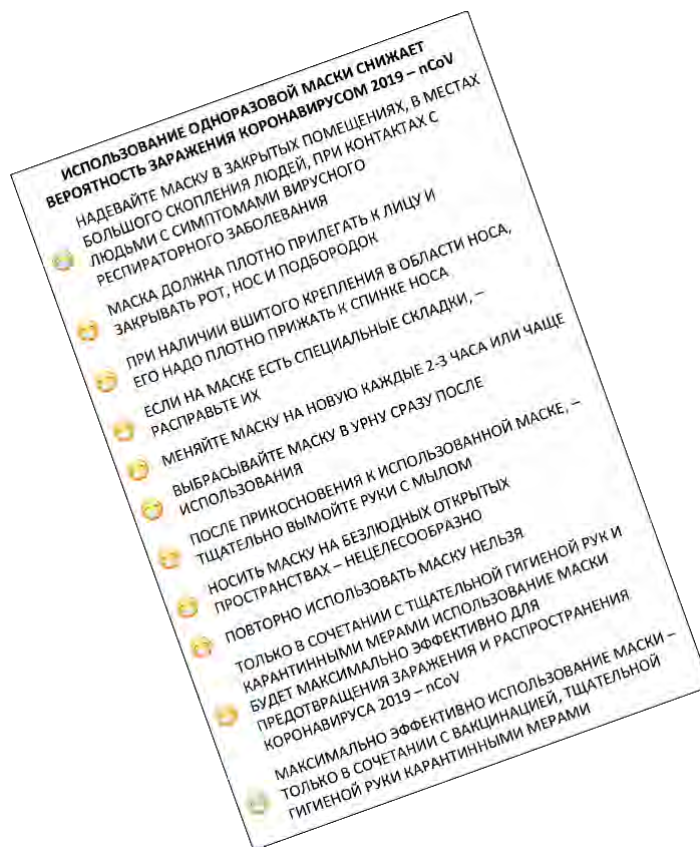 ИСПОЛЬЗОВАНИЕ ОДНОРАЗОВОЙ МАСКИ СНИЖАЕТ
ВЕРОЯТНОСТЬ ЗАРАЖЕНИЯ КОРОНАВИРУСОМ 2019 – nCoV
НАДЕВАЙТЕ МАСКУ В ЗАКРЫТЫХ ПОМЕЩЕНИЯХ, В МЕСТАХ
БОЛЬШОГО СКОПЛЕНИЯ ЛЮДЕЙ, ПРИ КОНТАКТАХ С
ЛЮДЬМИ С СИМПТОМАМИ ВИРУСНОГО
РЕСПИРАТОРНОГО ЗАБОЛЕВАНИЯ
МАСКА ДОЛЖНА ПЛОТНО ПРИЛЕГАТЬ К ЛИЦУ И
ЗАКРЫВАТЬ РОТ, НОС И ПОДБОРОДОК
ПРИ НАЛИЧИИ ВШИТОГО КРЕПЛЕНИЯ В ОБЛАСТИ НОСА,
ЕГО НАДО ПЛОТНО ПРИЖАТЬ К СПИНКЕ НОСА
ЕСЛИ НА МАСКЕ ЕСТЬ СПЕЦИАЛЬНЫЕ СКЛАДКИ, –
РАСПРАВЬТЕ ИХ
МЕНЯЙТЕ МАСКУ НА НОВУЮ КАЖДЫЕ 2-3 ЧАСА ИЛИ ЧАЩЕ
ВЫБРАСЫВАЙТЕ МАСКУ В УРНУ СРАЗУ ПОСЛЕ
ИСПОЛЬЗОВАНИЯ
ПОСЛЕ ПРИКОСНОВЕНИЯ К ИСПОЛЬЗОВАННОЙ МАСКЕ, –
ТЩАТЕЛЬНО ВЫМОЙТЕ РУКИ С МЫЛОМ
НОСИТЬ МАСКУ НА БЕЗЛЮДНЫХ ОТКРЫТЫХ
ПРОСТРАНСТВАХ – НЕЦЕЛЕСООБРАЗНО
ПОВТОРНО ИСПОЛЬЗОВАТЬ МАСКУ НЕЛЬЗЯ
ТОЛЬКО В СОЧЕТАНИИ С ТЩАТЕЛЬНОЙ ГИГИЕНОЙ РУК И
КАРАНТИННЫМИ МЕРАМИ ИСПОЛЬЗОВАНИЕ МАСКИ
БУДЕТ МАКСИМАЛЬНО ЭФФЕКТИВНО ДЛЯ
ПРЕДОТВРАЩЕНИЯ ЗАРАЖЕНИЯ И РАСПРОСТРАНЕНИЯ
КОРОНАВИРУСА 2019 – nCoV
МАКСИМАЛЬНО ЭФФЕКТИВНО ИСПОЛЬЗОВАНИЕ МАСКИ –
ТОЛЬКО В СОЧЕТАНИИ С ВАКЦИНАЦИЕЙ, ТЩАТЕЛЬНОЙ
ГИГИЕНОЙ РУКИ КАРАНТИННЫМИ МЕРАМИ